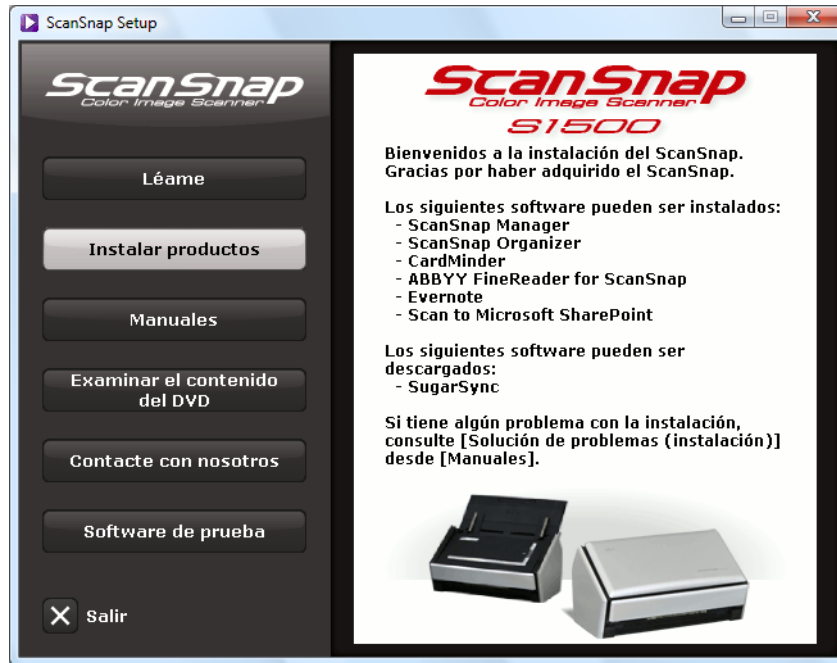 ScanSnap Setup
ScanSnap
Color Image Scanner
Léame
Instalar productos
Manuales
Examinar el contenido
del DVD
Contacte con nosotros
Software de prueba
Salir
ScanSnap
Color Image Scanner
S1500
Bienvenidos a la instalación del ScanSnap.
Gracias por haber adquirido el ScanSnap.
Los siguientes software pueden ser instalados:
- ScanSnap Manager
- ScanSnap Organizer
- CardMinder
- ABBYY FineReader for ScanSnap
- Evernote
- Scan to Microsoft SharePoint
Los siguientes software pueden ser
descargados:
- SugarSync
Si tiene algún problema con la instalación,
consulte [Solución de problemas (instalación)]
desde [Manuales].